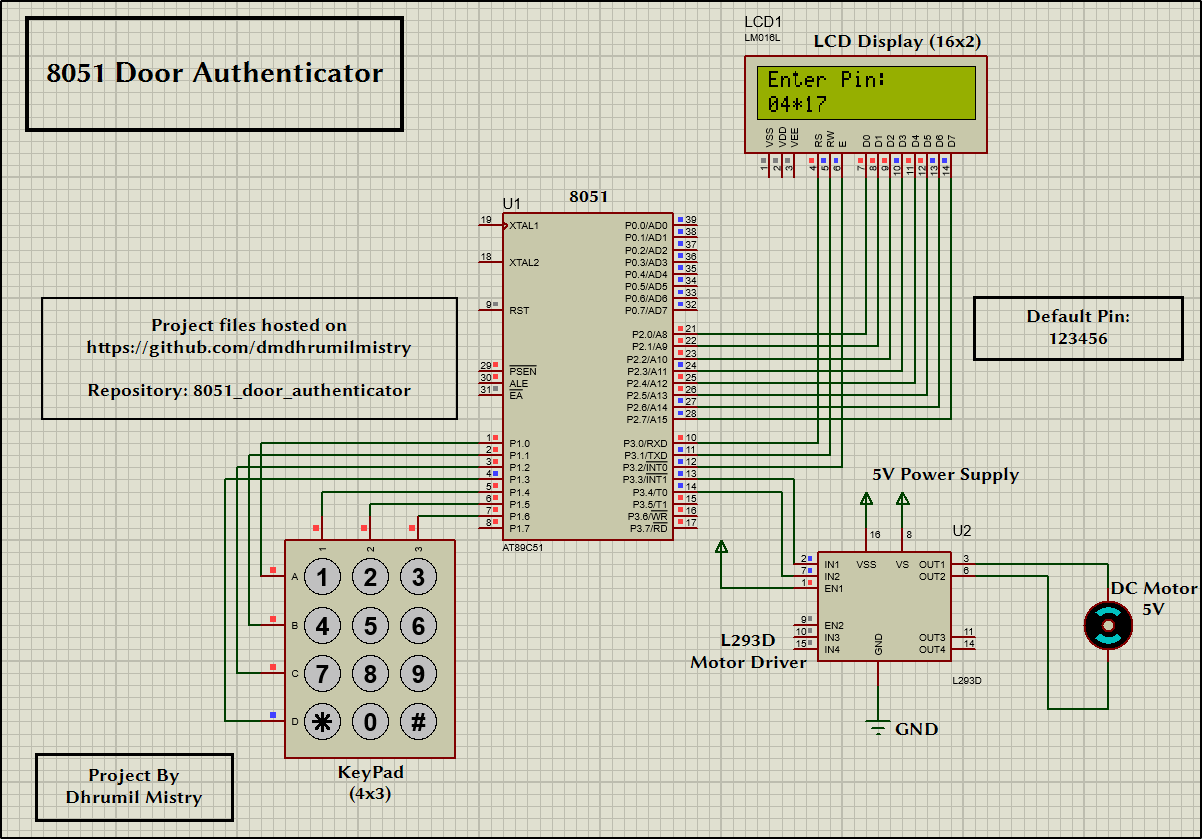 8051 Door Authenticator
LCD1
LM016L
LCD Display (16x2)
Enter Pin:
04*17
VSS
VDD
VEE
RS
RW
E
D0
D1
D2
D3
D4
D5
D6
D7
1
2
3
4
5
6
7
8
9
10
11
12
13
14
U1
8051
19 XTAL1
18 XTAL2
9 RST
29 PSEN
30 ALE
31 EA
1 P1.0
2 P1.1
3 P1.2
4 P1.3
5 P1.4
6 P1.5
7 P1.6
8 P1.7
P0.0/AD0 39
P0.1/AD1 38
P0.2/AD2 37
P0.3/AD3 36
P0.4/AD4 35
P0.5/AD5 34
P0.6/AD6 33
P0.7/AD7 32
P2.0/A8 21
P2.1/A9 22
P2.2/A10 23
P2.3/A11 24
P2.4/A12 25
P2.5/A13 26
P2.6/A14 27
P2.7/A15 28
P3.0/RXD 10
P3.1/TXD 11
P3.2/INT0 12
P3.3/INT1 13
P3.4/T0 14
P3.5/T1 15
P3.6/WR 16
P3.7/RD 17
AT89C51
Project files hosted on
https://github.com/dmdhrumilmistry
Repository: 8051_door_authenticator
Default Pin:
123456
5V Power Supply
U2
16
8
2 IN1
7 IN2
1 EN1
9 EN2
10 IN3
15 IN4
VSS
VS
GND
OUT1 3
OUT2 6
OUT3 11
OUT4 14
L293D
L293D
Motor Driver
GND
DC Motor
5V
1
2
3
A
1 2 3
B
4 5 6
C
7 8 9
D
* 0 #
KeyPad
(4x3)
Project By
Dhrumil Mistry